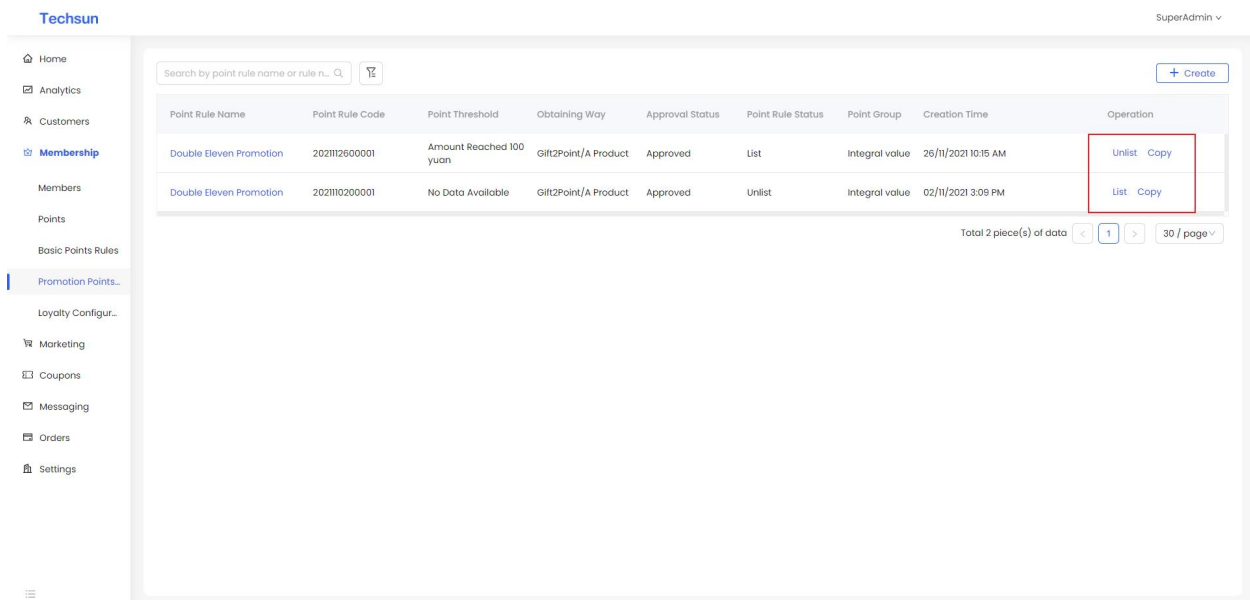 Techsun
SuperAdmin
Home
Analytics
Customers
Membership
Members
Points
Basic Points Rules
Promotion Points...
Loyalty Configur...
Marketing
Coupons
Messaging
Orders
Settings
Search by point rule name or rule n...
+ Create
Point Rule Name Point Rule Code Point Threshold Obtaining Way Approval Status Point Rule Status Point Group Creation Time Operation
Double Eleven Promotion 2021112600001 Amount Reached 100 yuan Gift2Point/A Product Approved List Integral value 26/11/2021 10:15 AM Unlist Copy
Double Eleven Promotion 2021110200001 No Data Available Gift2Point/A Product Approved Unlist Integral value 02/11/2021 3:09 PM List Copy
Total 2 piece(s) of data < 1 > 30 / page